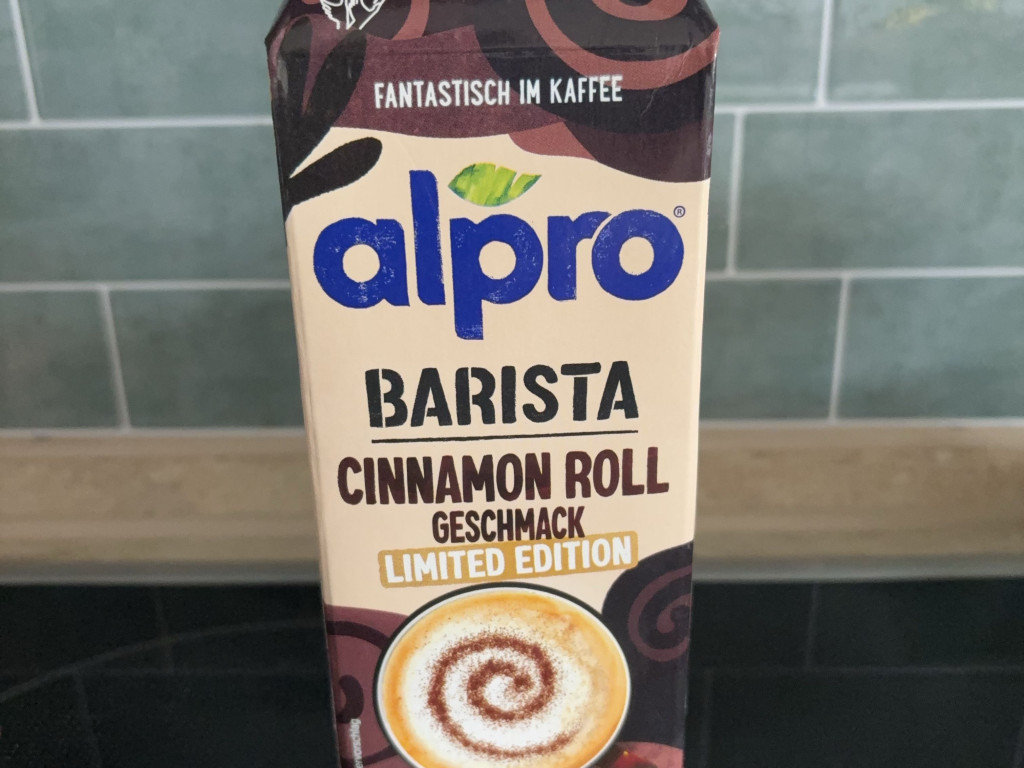 FANTASTISCH IM KAFFEE
alpro®
BARISTA
CINNAMON ROLL
GESCHMACK
LIMITED EDITION